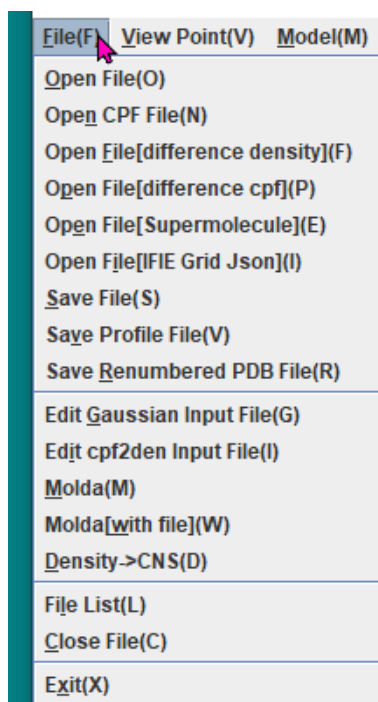 File(F) View Point(V) Model(M)
Open File(O)
Open CPF File(N)
Open File[difference density](F)
Open File[difference cpf](P)
Open File[Supermolecule](E)
Open File[IFIE Grid Json](I)
Save File(S)
Save Profile File(V)
Save Renumbered PDB File(R)
Edit Gaussian Input File(G)
Edit cpf2den Input File(I)
Molda(M)
Molda[with file](W)
Density->CNS(D)
File List(L)
Close File(C)
Exit(X)